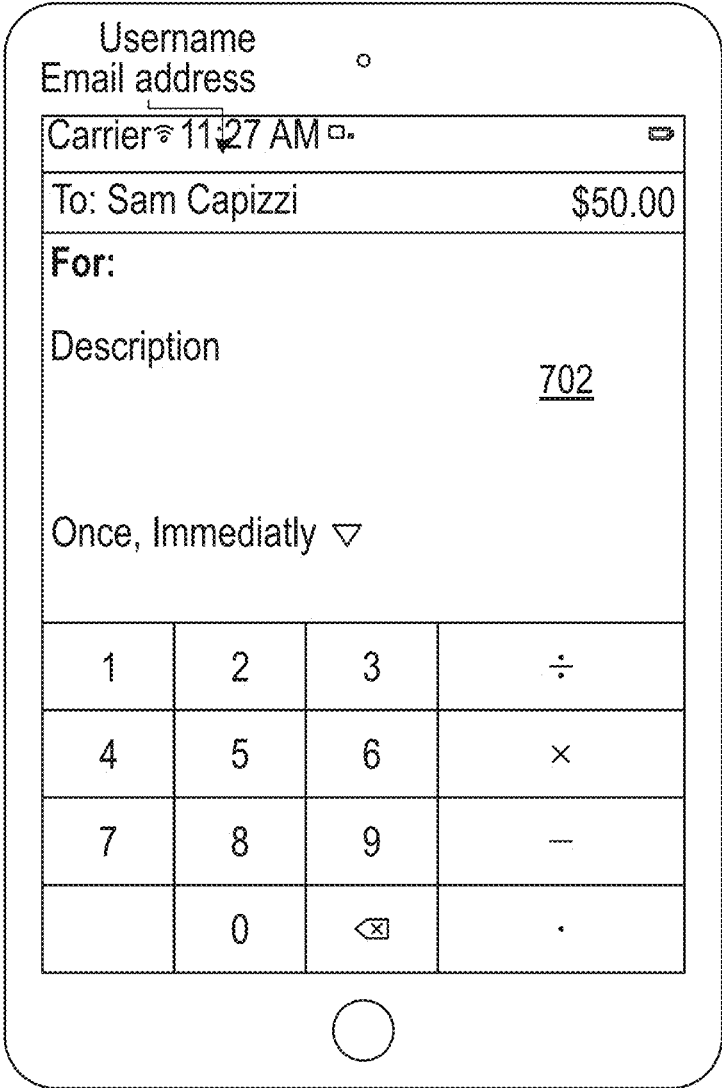 Username
Email address
Carrier 11:27 AM
To: Sam Capizzi $50.00
For:
Description
702
Once, Immediatly
1 2 3 ÷
4 5 6 ×
7 8 9 —
0 .